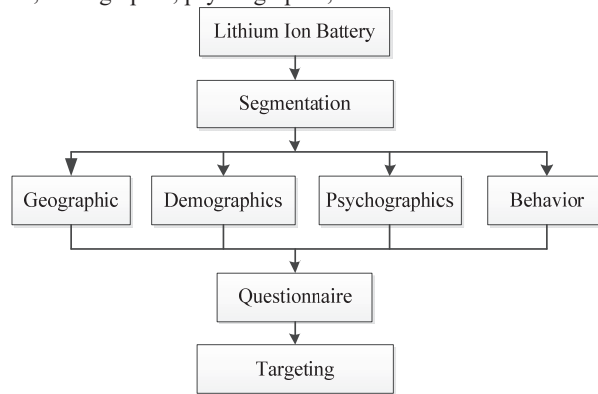 Lithium Ion Battery
Segmentation
Geographic Demographics Psychographics Behavior
Questionnaire
Targeting